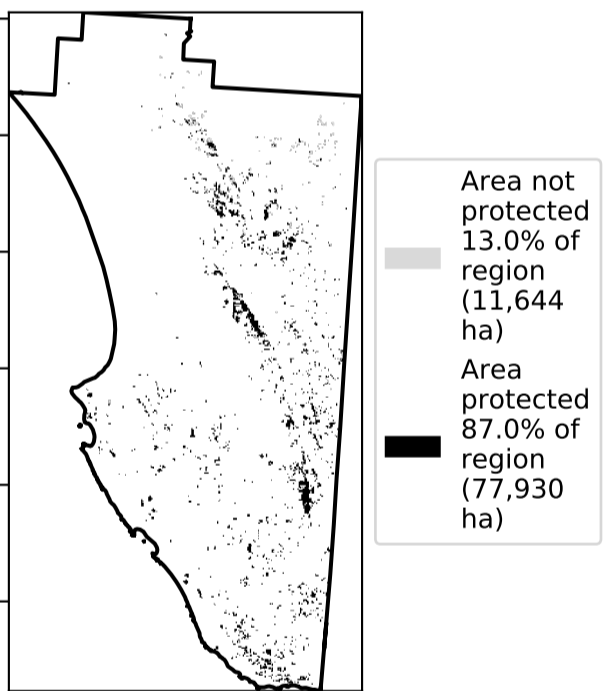 Area not
protected
13.0% of
region
(11,644
ha)
Area
protected
87.0% of
region
(77,930
ha)